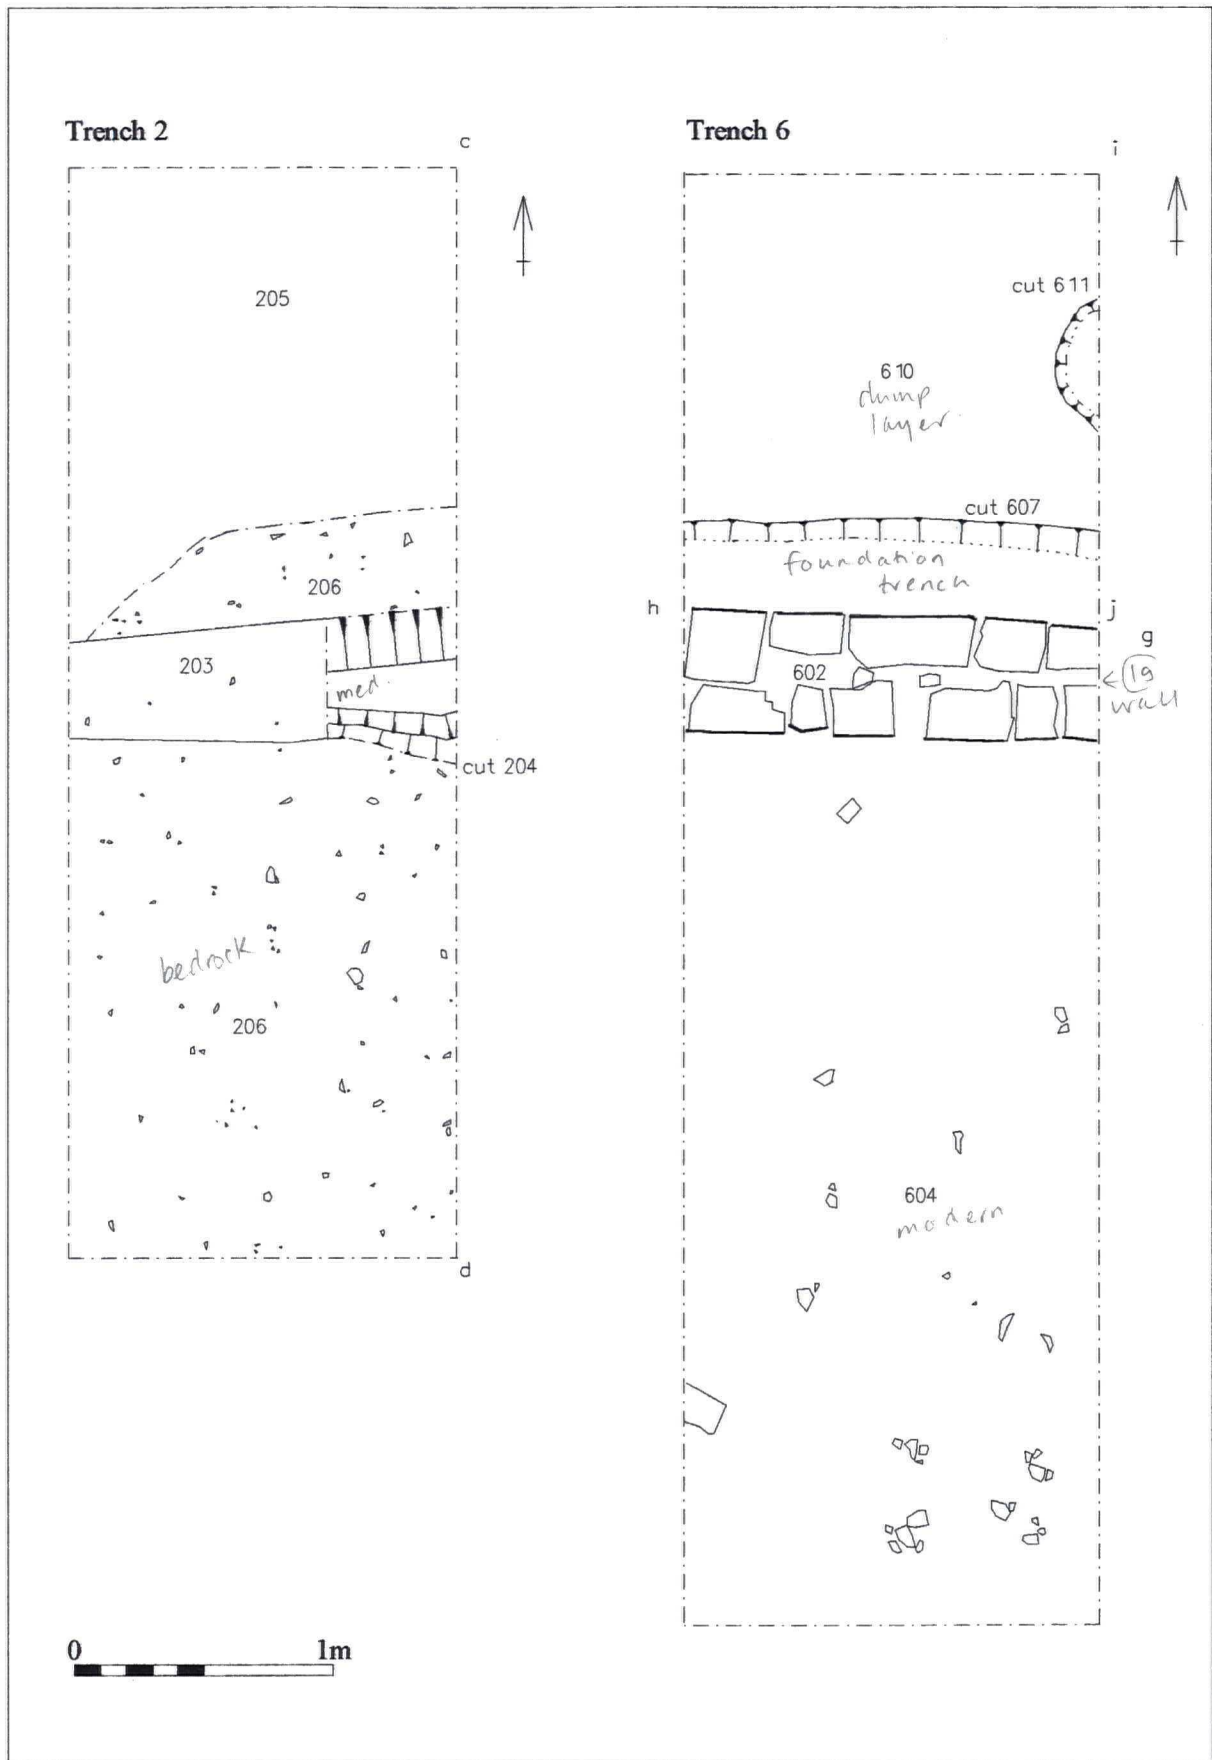 Trench 2
c
205
206
203
med.
cut 204
bedrock
206
d
0 1m
Trench 6
i
cut 611
610
dump
layer
cut 607
foundation
trench
h
j
g
602
< 19
wall
604
modern